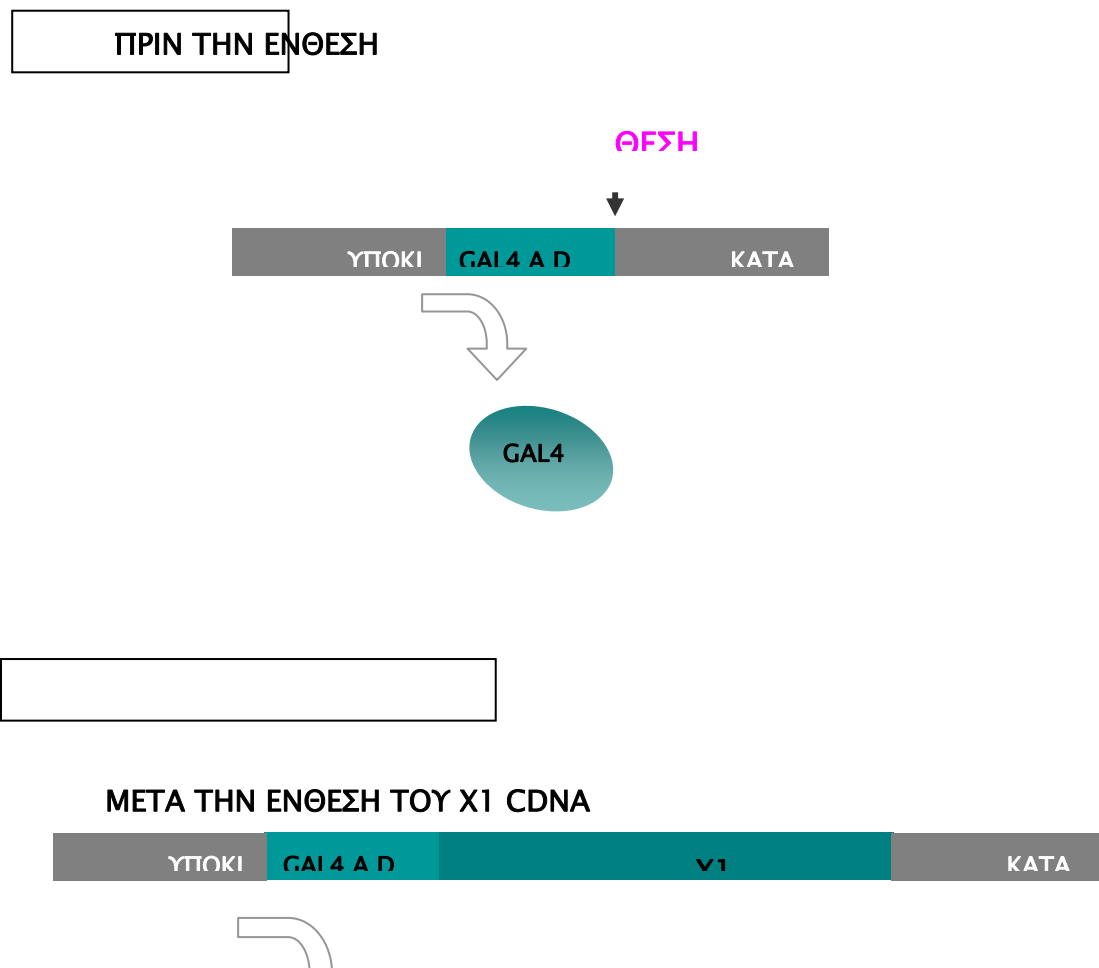 ΠΡΙΝ ΤΗΝ ΕΝΘΕΣΗ
ΘΕΣΗ
ΥΠΟΚΙ GAL4 A D ΚΑΤΑ
GAL4
ΜΕΤΑ ΤΗΝ ΕΝΘΕΣΗ ΤΟΥ Χ1 CDNA
ΥΠΟΚΙ GAL4 A D Χ1 ΚΑΤΑ